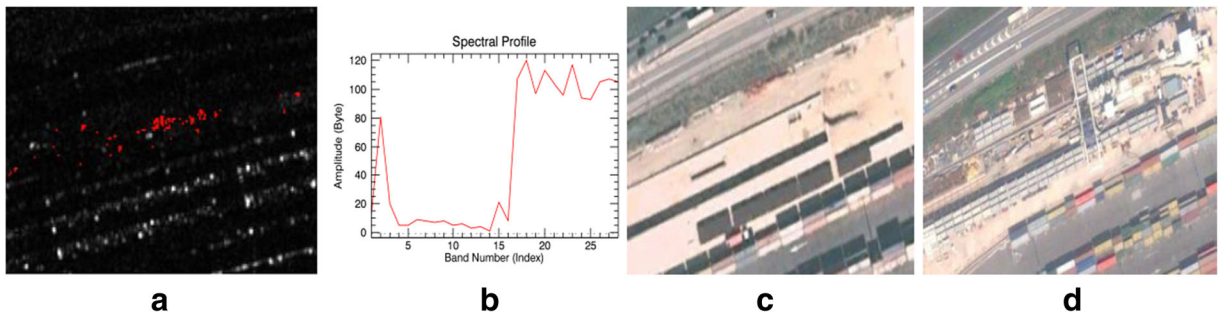 Spectral Profile
120
100
80
60
40
20
0
Amplitude (Byte)
5 10 15 20 25
Band Number (Index)
a b c d